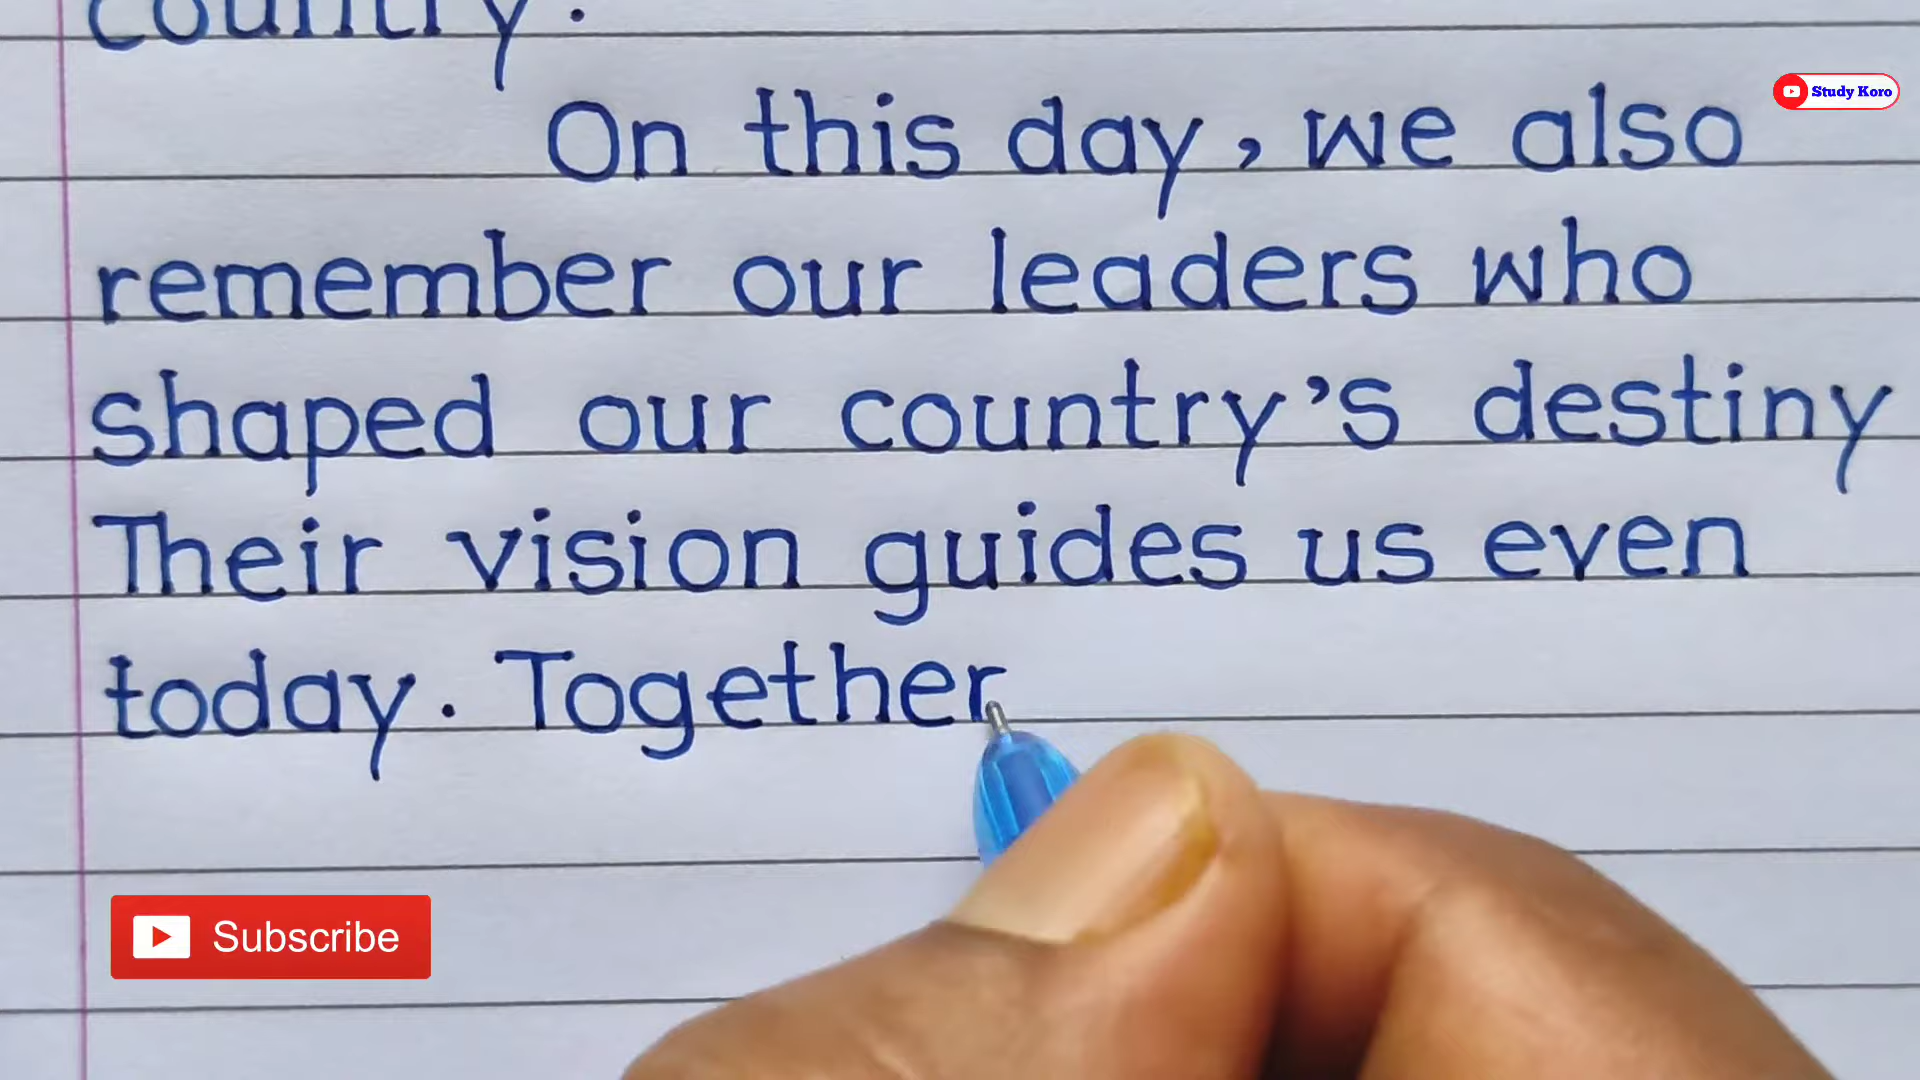 country.
On this day, we also
Study Koro
remember our leaders who
shaped our country's destiny
Their vision guides us even
today. Together
Subscribe